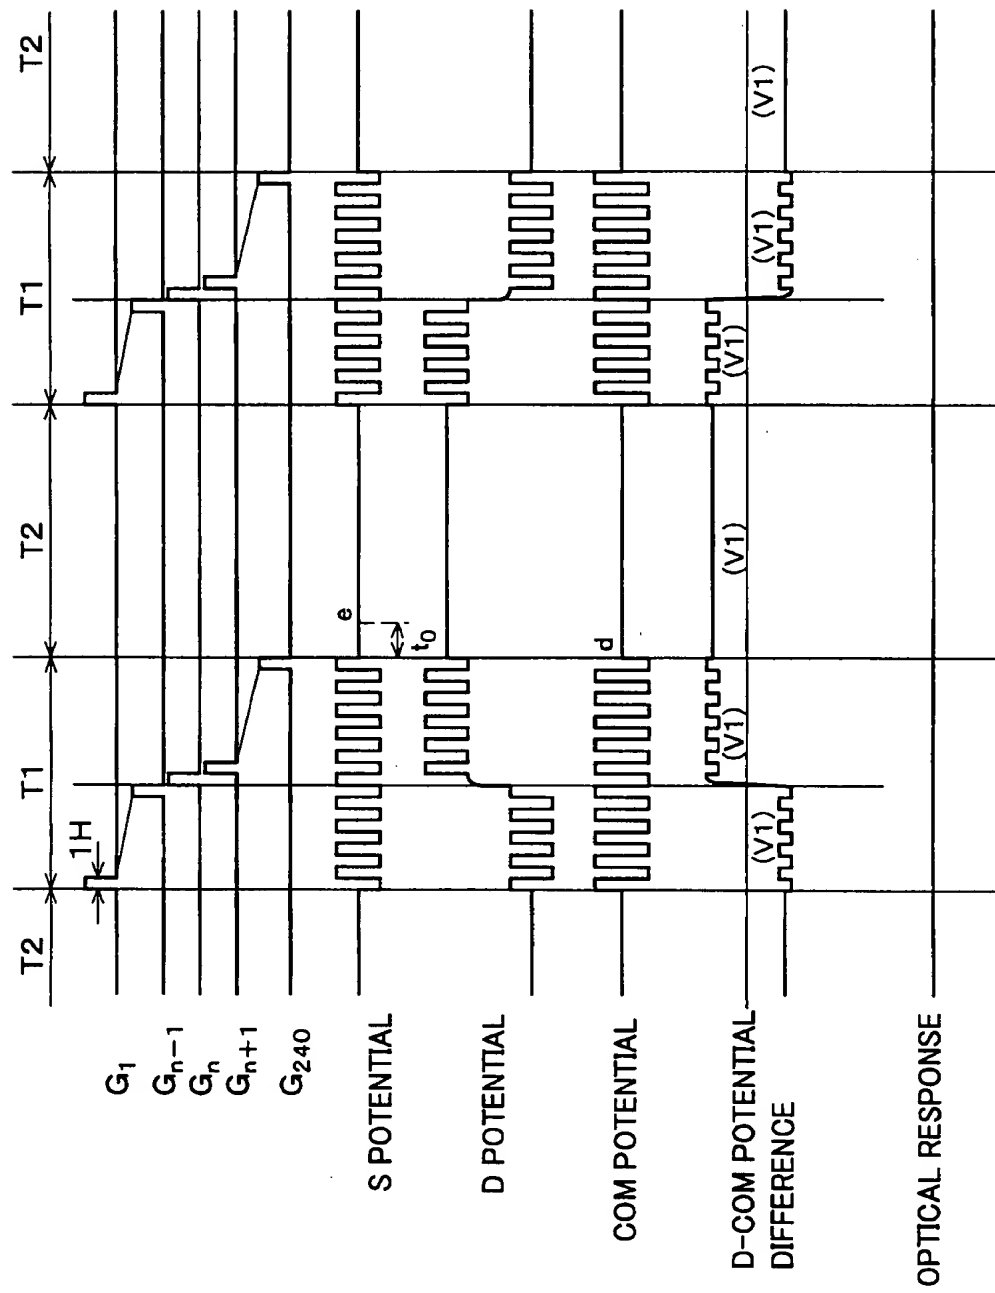 T2
T1
T2
T1
T2
1H
G1
Gn-1
Gn
Gn+1
G240
S POTENTIAL
e
t0
D POTENTIAL
COM POTENTIAL
d
D-COM POTENTIAL
DIFFERENCE
(V1)
(V1)
(V1)
(V1)
(V1)
(V1)
OPTICAL RESPONSE